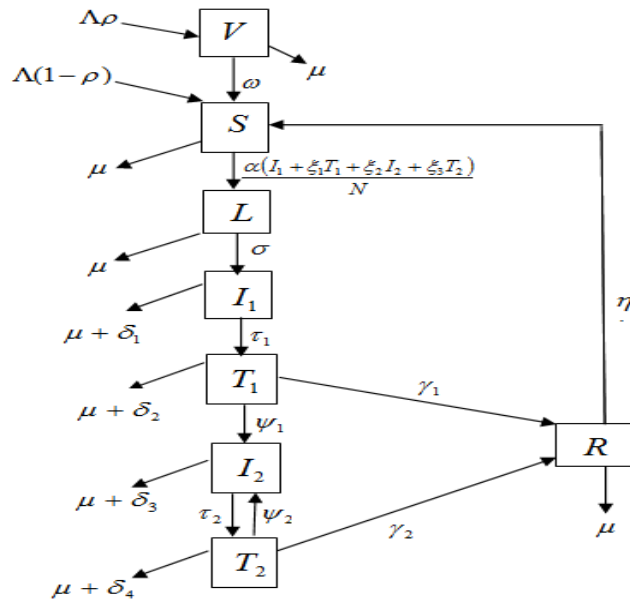 Λρ
V
μ
ω
Λ(1 − ρ)
S
μ
α(I₁ + ξ₁T₁ + ξ₂I₂ + ξ₃T₂)
N
L
μ
σ
I₁
μ + δ₁
τ₁
η
T₁
γ₁
μ + δ₂
ψ₁
I₂
R
μ + δ₃
τ₂
ψ₂
μ
γ₂
T₂
μ + δ₄